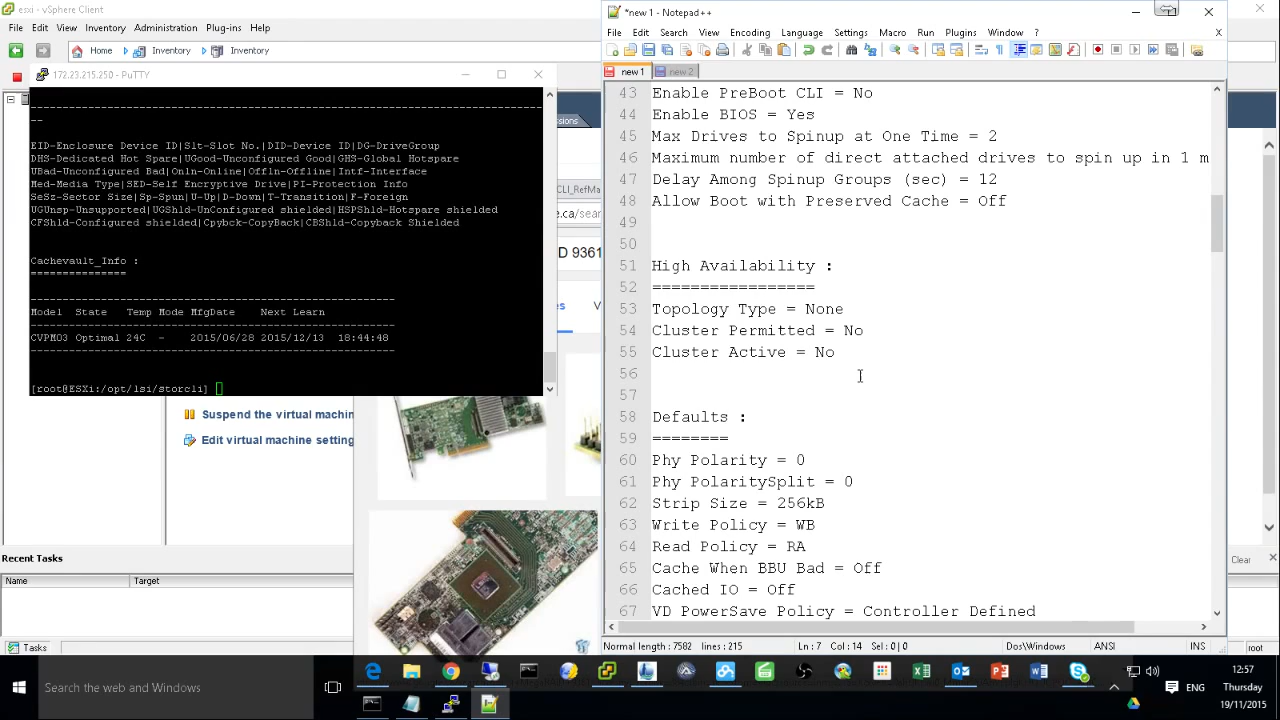 esxi - vSphere Client
File Edit View Inventory Administration Plug-ins Help
Home Inventory Inventory
172.23.215.250 - PuTTY
--------------------------------------------------------------------------------
--
EID-Enclosure Device ID|Slt-Slot No.|DID-Device ID|DG-DriveGroup
DHS-Dedicated Hot Spare|UGood-Unconfigured Good|GHS-Global Hotspare
UBad-Unconfigured Bad|Onln-Online|Offln-Offline|Intf-Interface
Med-Media Type|SED-Self Encryptive Drive|PI-Protection Info
SeSz-Sector Size|Sp-Spun|U-Up|D-Down|T-Transition|F-Foreign
UGUnsp-Unsupported|UGShld-UnConfigured shielded|HSPShld-Hotspare shielded
CFShld-Configured shielded|Cpybck-CopyBack|CBShld-Copyback Shielded
Cachevault_Info :
===============
---------------------------------------------------------
Model State Temp Mode MfgDate Next Learn
---------------------------------------------------------
CVPM03 Optimal 24C - 2015/06/28 2015/12/13 18:44:48
---------------------------------------------------------
[root@ESXi:/opt/lsi/storcli]
sions
CLI_RefMa
e.ca/sear
D 9361
es V
Suspend the virtual machin
Edit virtual machine setting
Recent Tasks
Name Target
Clear
Tasks
root
*new 1 - Notepad++
File Edit Search View Encoding Language Settings Macro Run Plugins Window ? X
new 1 new 2
43 Enable PreBoot CLI = No
44 Enable BIOS = Yes
45 Max Drives to Spinup at One Time = 2
46 Maximum number of direct attached drives to spin up in 1 m
47 Delay Among Spinup Groups (sec) = 12
48 Allow Boot with Preserved Cache = Off
49
50
51 High Availability :
52 =================
53 Topology Type = None
54 Cluster Permitted = No
55 Cluster Active = No
56
57
58 Defaults :
59 ========
60 Phy Polarity = 0
61 Phy PolaritySplit = 0
62 Strip Size = 256kB
63 Write Policy = WB
64 Read Policy = RA
65 Cache When BBU Bad = Off
66 Cached IO = Off
67 VD PowerSave Policy = Controller Defined
Normal length : 7582 lines : 215 Ln : 7 Col : 14 Sel : 0 | 0 Dos\Windows ANSI INS
Search the web and Windows
ENG
12:57
Thursday
19/11/2015